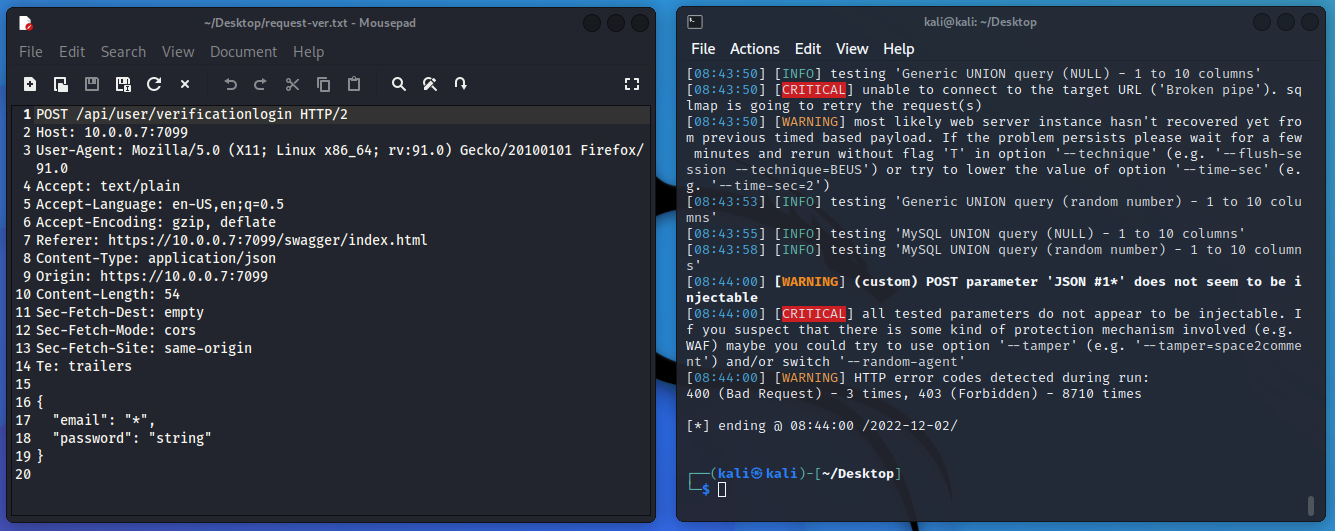 ~/Desktop/request-ver.txt - Mousepad
File Edit Search View Document Help
1 POST /api/user/verificationlogin HTTP/2
2 Host: 10.0.0.7:7099
3 User-Agent: Mozilla/5.0 (X11; Linux x86_64; rv:91.0) Gecko/20100101 Firefox/
91.0
4 Accept: text/plain
5 Accept-Language: en-US,en;q=0.5
6 Accept-Encoding: gzip, deflate
7 Referer: https://10.0.0.7:7099/swagger/index.html
8 Content-Type: application/json
9 Origin: https://10.0.0.7:7099
10 Content-Length: 54
11 Sec-Fetch-Dest: empty
12 Sec-Fetch-Mode: cors
13 Sec-Fetch-Site: same-origin
14 Te: trailers
15
16 {
17   "email": "*",
18   "password": "string"
19 }
20
kali@kali: ~/Desktop
File Actions Edit View Help
[08:43:50] [INFO] testing 'Generic UNION query (NULL) - 1 to 10 columns'
[08:43:50] [CRITICAL] unable to connect to the target URL ('Broken pipe'). sq
lmap is going to retry the request(s)
[08:43:50] [WARNING] most likely web server instance hasn't recovered yet fro
m previous timed based payload. If the problem persists please wait for a few
 minutes and rerun without flag 'T' in option '--technique' (e.g. '--flush-se
ssion --technique=BEUS') or try to lower the value of option '--time-sec' (e.
g. '--time-sec=2')
[08:43:53] [INFO] testing 'Generic UNION query (random number) - 1 to 10 colu
mns'
[08:43:55] [INFO] testing 'MySQL UNION query (NULL) - 1 to 10 columns'
[08:43:58] [INFO] testing 'MySQL UNION query (random number) - 1 to 10 column
s'
[08:44:00] [WARNING] (custom) POST parameter 'JSON #1*' does not seem to be i
njectable
[08:44:00] [CRITICAL] all tested parameters do not appear to be injectable. I
f you suspect that there is some kind of protection mechanism involved (e.g.
WAF) maybe you could try to use option '--tamper' (e.g. '--tamper=space2comme
nt') and/or switch '--random-agent'
[08:44:00] [WARNING] HTTP error codes detected during run:
400 (Bad Request) - 3 times, 403 (Forbidden) - 8710 times
[*] ending @ 08:44:00 /2022-12-02/
┌──(kali㉿kali)-[~/Desktop]
└─$